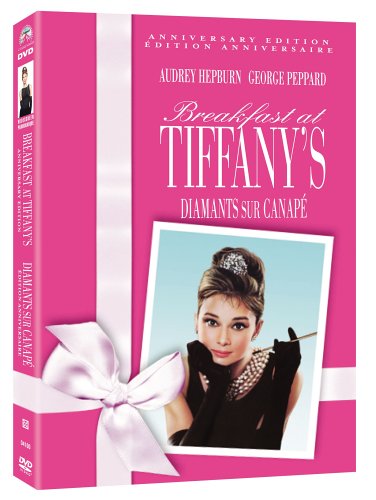 ANNIVERSARY EDITION
ÉDITION ANNIVERSAIRE
AUDREY HEPBURN GEORGE PEPPARD
Breakfast at
TIFFANY'S
DIAMANTS SUR CANAPÉ
DVD
BREAKFAST AT TIFFANY'S
ANNIVERSARY EDITION
DIAMANTS SUR CANAPÉ
ÉDITION ANNIVERSAIRE
DVD